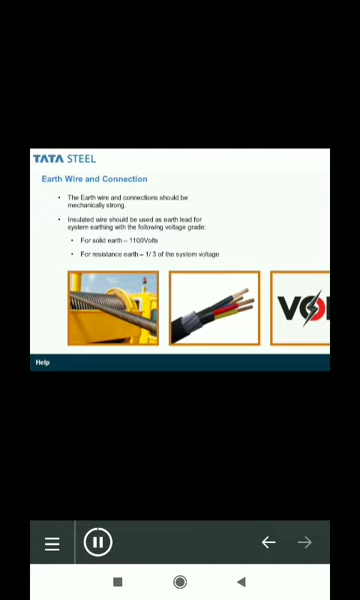 TATA STEEL
Earth Wire and Connection
• The Earth wire and connections should be
mechanically strong.
• Insulated wire should be used as earth lead for
system earthing with the following voltage grade:
• For solid earth – 1100Volts
• For resistance earth – 1/ 3 of the system voltage
Help